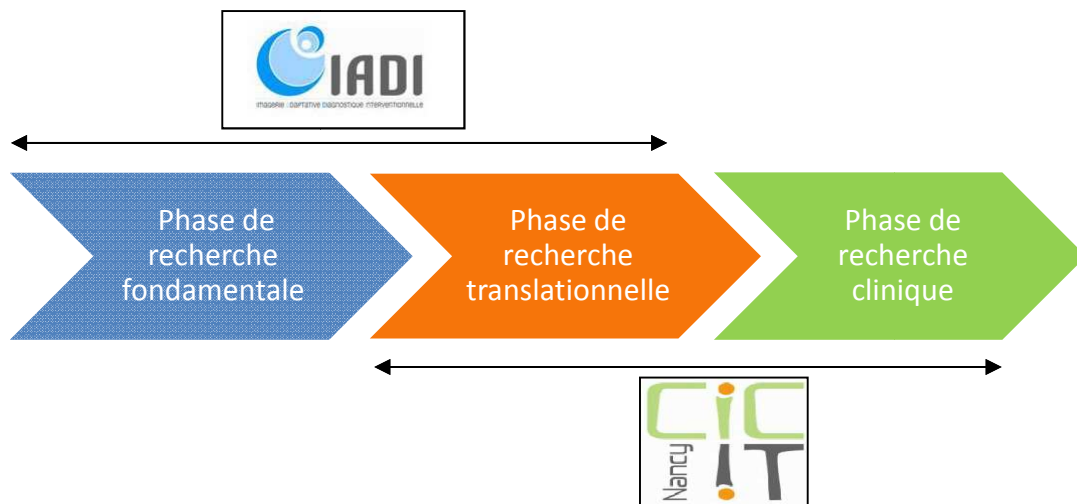 IADI
IMAGERIE ADAPTATIVE DIAGNOSTIQUE INTERVENTIONNELLE
Phase de
recherche
fondamentale
Phase de
recherche
translationnelle
Phase de
recherche
clinique
CiC
iT
Nancy